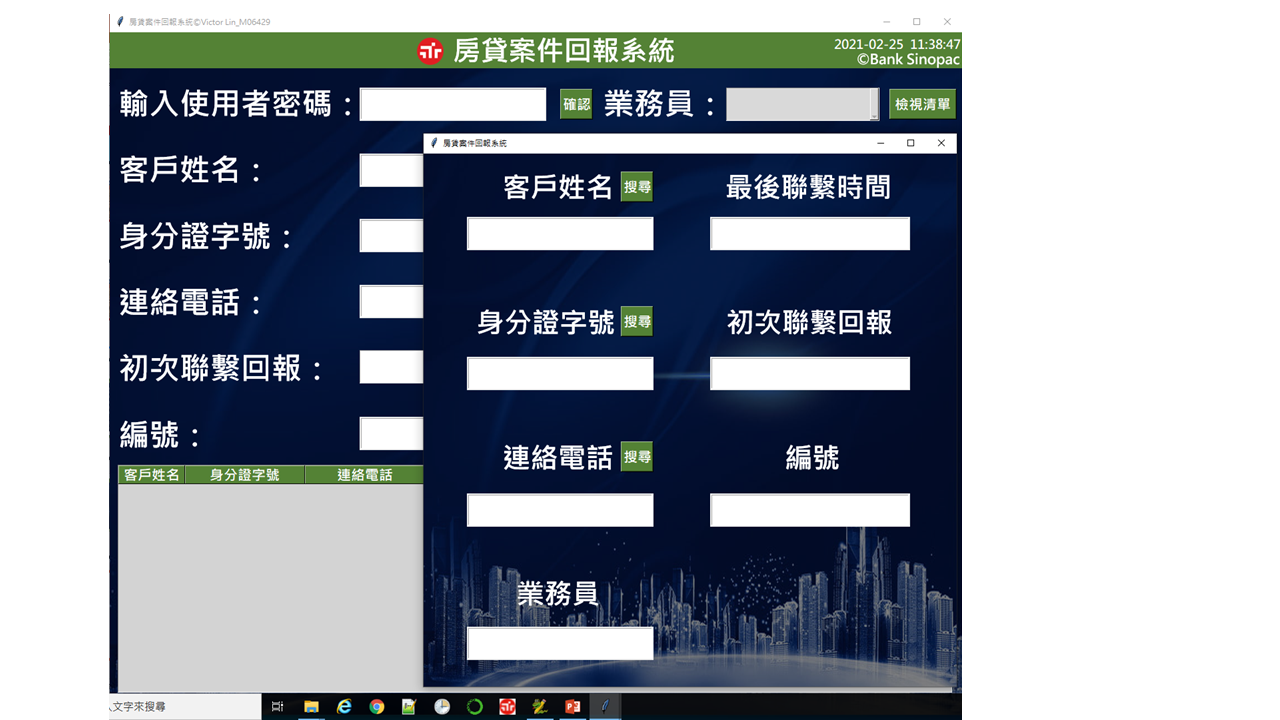 房貸案件回報系統©Victor Lin_M06429
房貸案件回報系統
2021-02-25 11:38:47
©Bank Sinopac
輸入使用者密碼：
確認
業務員：
檢視清單
客戶姓名：
身分證字號：
連絡電話：
初次聯繫回報：
編號：
客戶姓名 身分證字號 連絡電話
房貸案件回報系統
客戶姓名 搜尋 最後聯繫時間
身分證字號 搜尋 初次聯繫回報
連絡電話 搜尋 編號
業務員
文字來搜尋